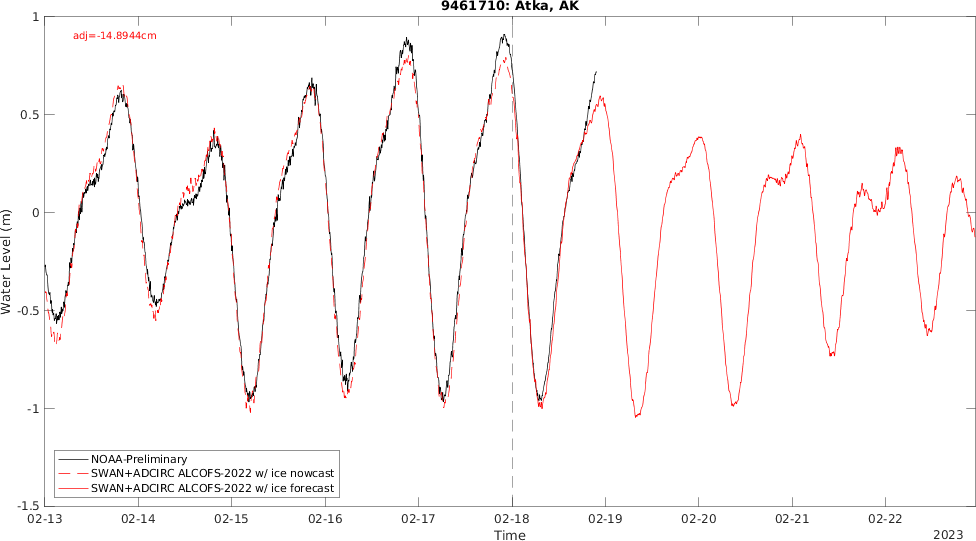 9461710: Atka, AK
adj=-14.8944cm
1
0.5
0
-0.5
-1
-1.5
Water Level (m)
NOAA-Preliminary
SWAN+ADCIRC ALCOFS-2022 w/ ice nowcast
SWAN+ADCIRC ALCOFS-2022 w/ ice forecast
02-13 02-14 02-15 02-16 02-17 02-18 02-19 02-20 02-21 02-22
Time
2023